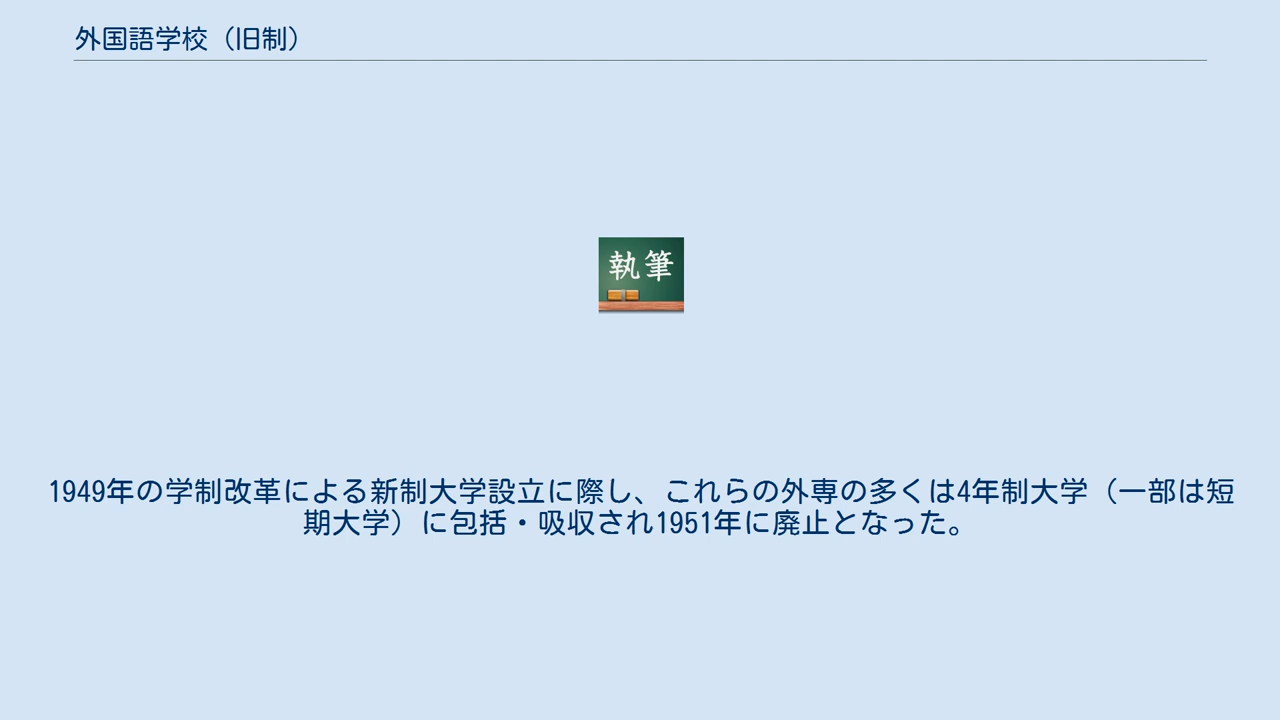 外国語学校（旧制）
執筆
1949年の学制改革による新制大学設立に際し、これらの外専の多くは4年制大学（一部は短
期大学）に包括・吸収され1951年に廃止となった。